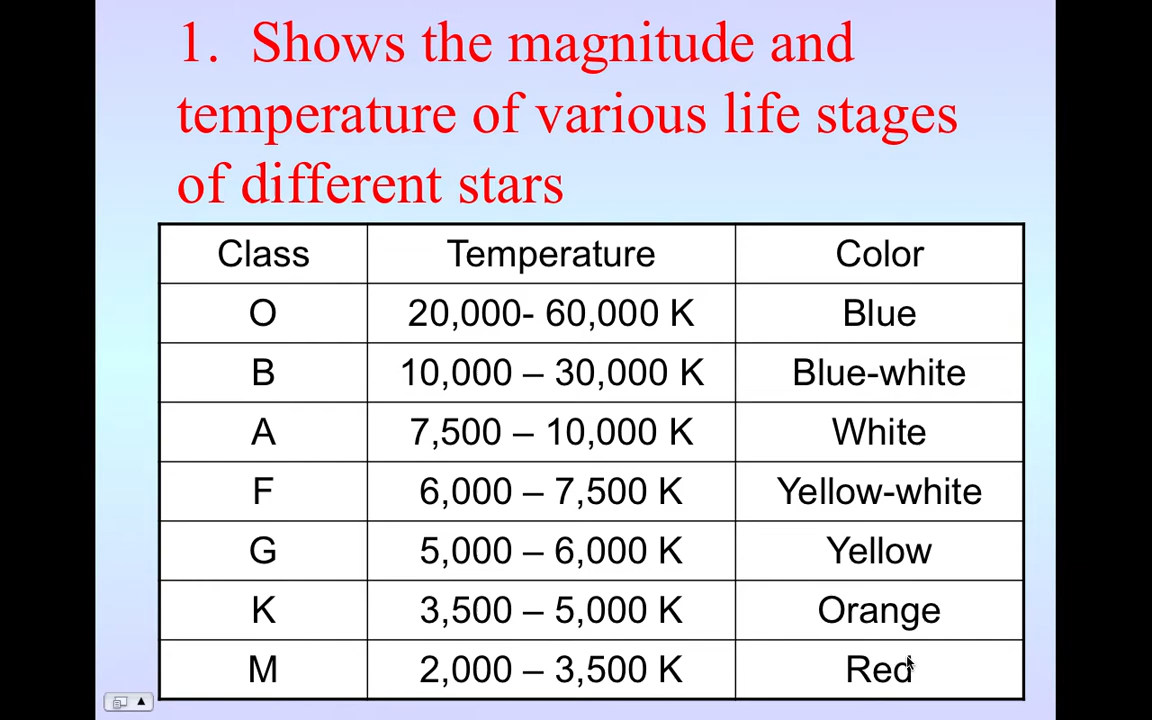 1. Shows the magnitude and
temperature of various life stages
of different stars
Class Temperature Color
O 20,000- 60,000 K Blue
B 10,000 – 30,000 K Blue-white
A 7,500 – 10,000 K White
F 6,000 – 7,500 K Yellow-white
G 5,000 – 6,000 K Yellow
K 3,500 – 5,000 K Orange
M 2,000 – 3,500 K Red